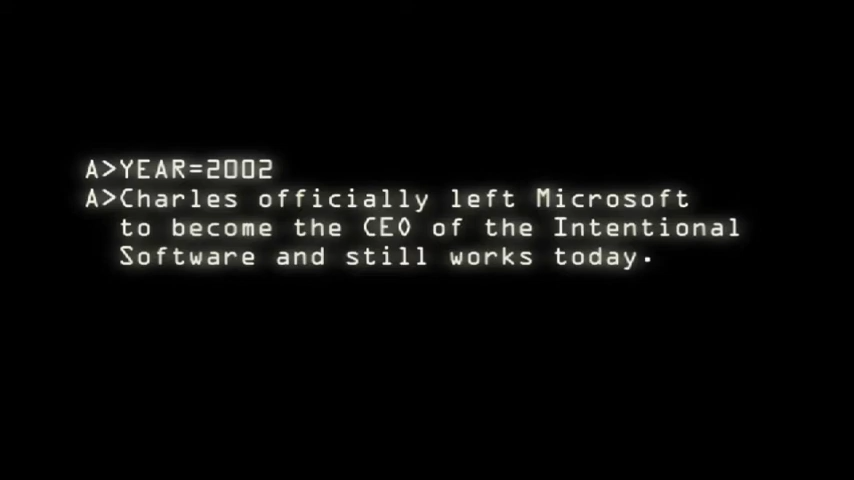 A>YEAR=2002
A>Charles officially left Microsoft
to become the CEO of the Intentional
Software and still works today.